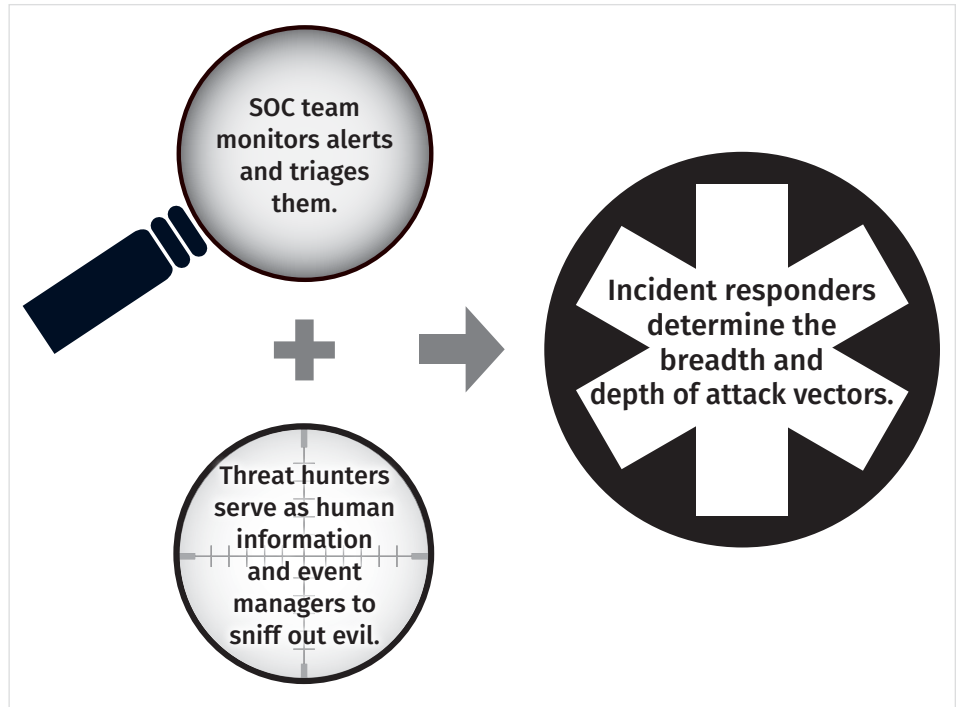 SOC team
monitors alerts
and triages
them.
Threat hunters
serve as human
information
and event
managers to
sniff out evil.
Incident responders
determine the
breadth and
depth of attack vectors.